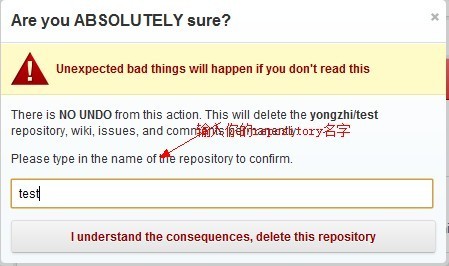 Are you ABSOLUTELY sure?
×
Unexpected bad things will happen if you don't read this
There is NO UNDO from this action. This will delete the yongzhi/test
repository, wiki, issues, and comments permanently.
输入你的repository名字
Please type in the name of the repository to confirm.
test
I understand the consequences, delete this repository